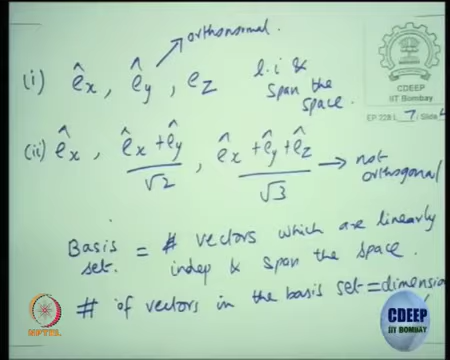 orthonormal.
(i) êx, êy, ez l.i & span the space.
(ii) êx, êx + êy / √2, êx + êy + êz / √3 → not orthogonal
Basis set. = # vectors which are linearly
indep & span the space.
# of vectors in the basis set = dimension
CDEEP
IIT Bombay
EP 228 L 7 / Slide
NPTEL
CDEEP
IIT BOMBAY